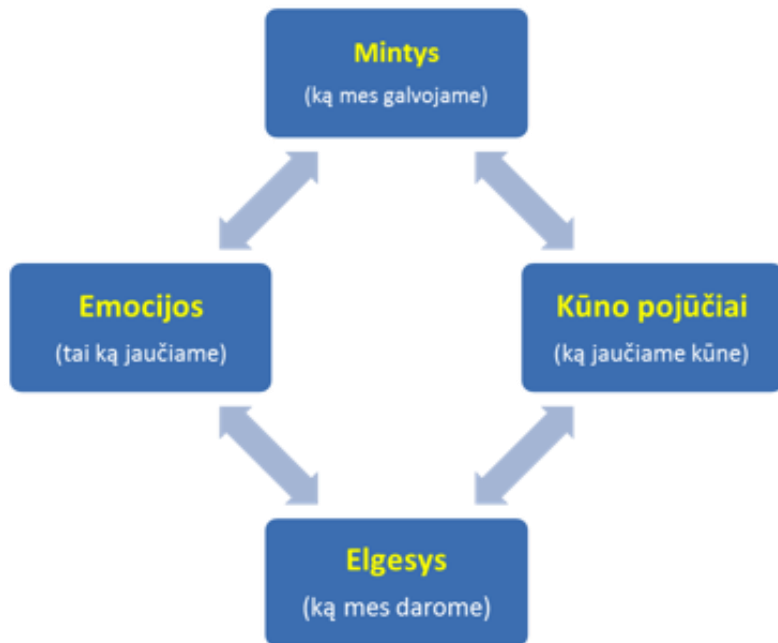 Mintys
(ką mes galvojame)
Emocijos
(tai ką jaučiame)
Kūno pojūčiai
(ką jaučiame kūne)
Elgesys
(ką mes darome)